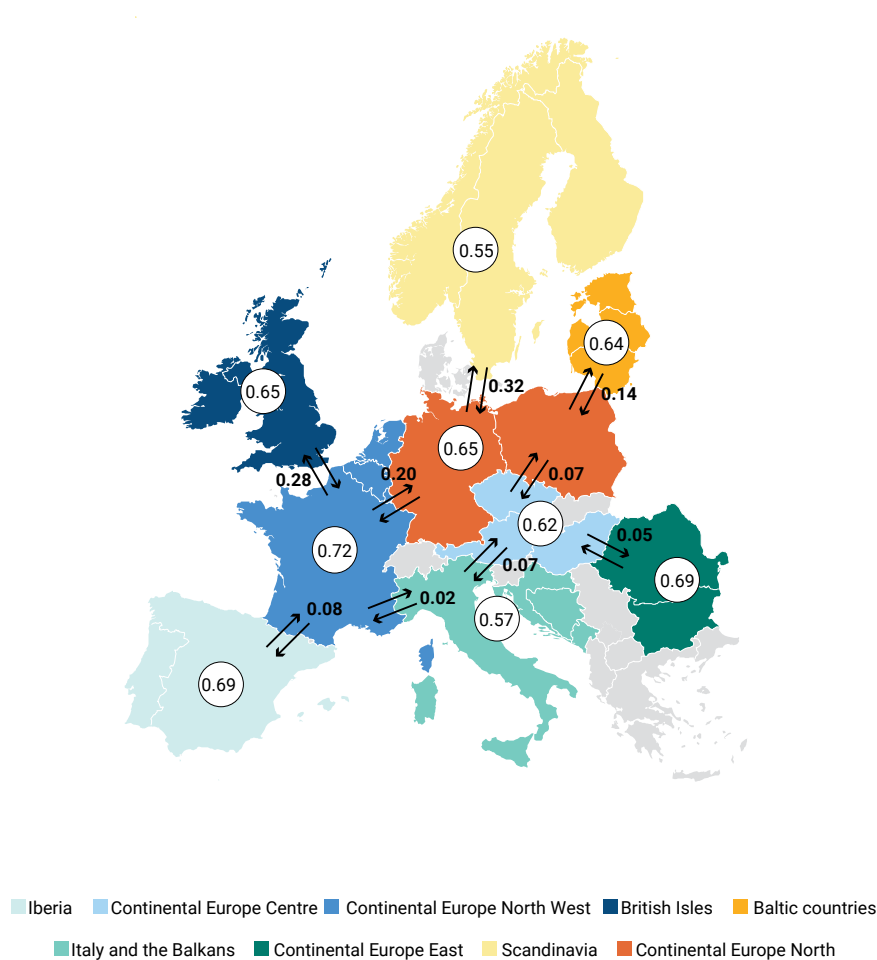 0.55
0.64
0.65
0.32
0.14
0.65
0.20
0.07
0.28
0.62
0.05
0.72
0.07
0.69
0.02
0.08
0.57
0.69
Iberia
Continental Europe Centre
Continental Europe North West
British Isles
Baltic countries
Italy and the Balkans
Continental Europe East
Scandinavia
Continental Europe North